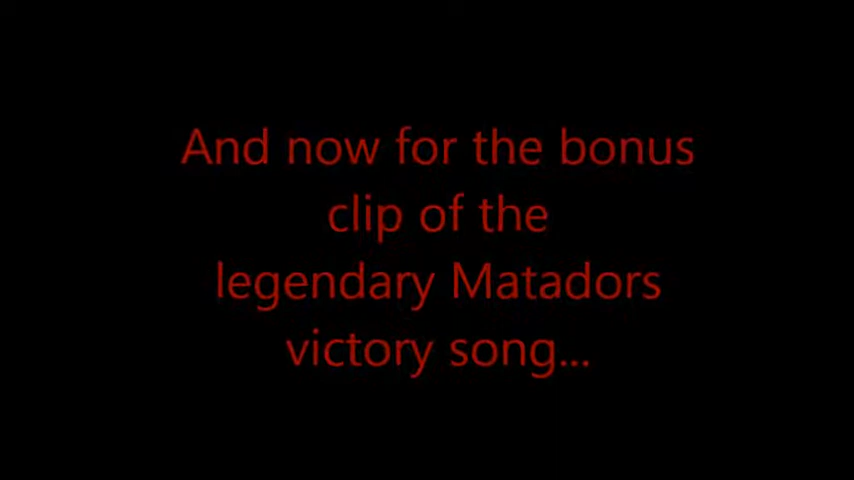 And now for the bonus
clip of the
legendary Matadors
victory song...